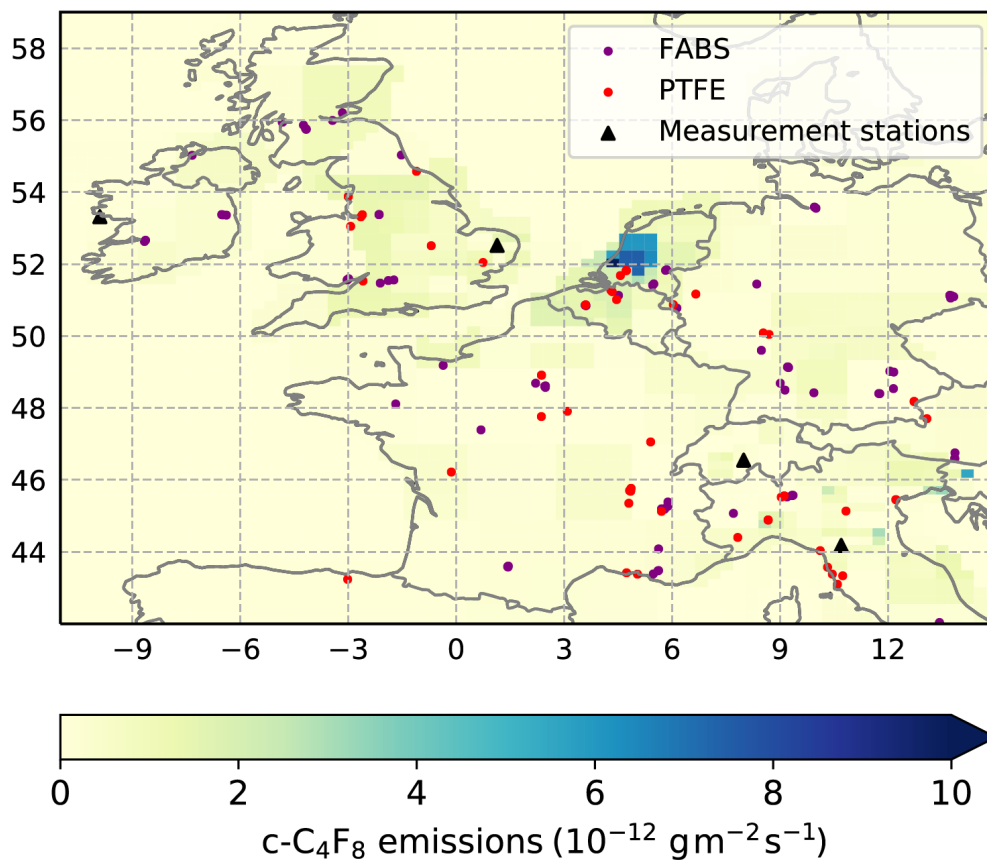 58
56
54
52
50
48
46
44
FABS
PTFE
Measurement stations
−9 −6 −3 0 3 6 9 12
0 2 4 6 8 10
c-C₄F₈ emissions (10⁻¹² gm⁻²s⁻¹)